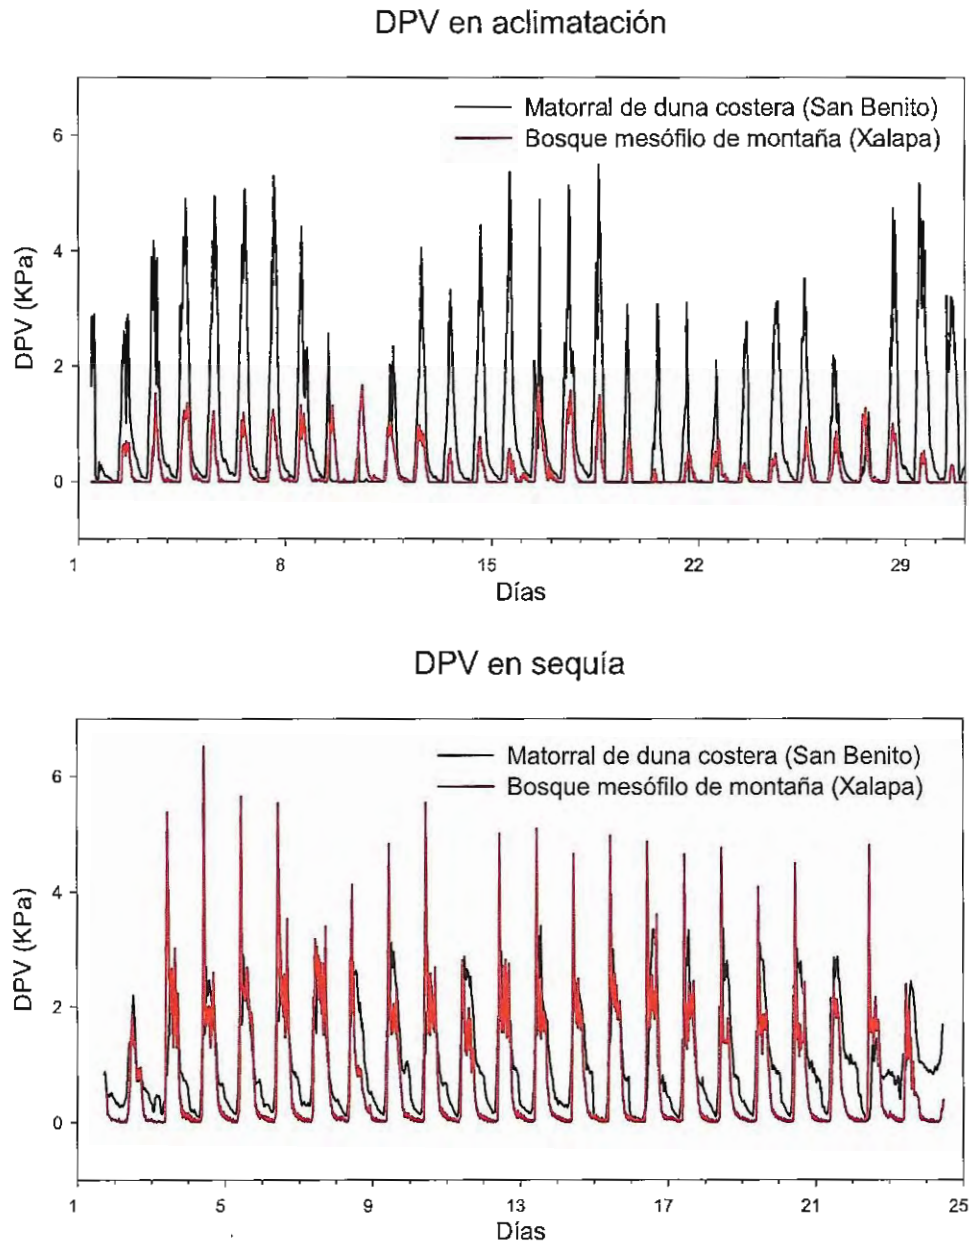 DPV en aclimatación
Matorral de duna costera (San Benito)
Bosque mesófilo de montaña (Xalapa)
6
4
2
0
DPV (KPa)
1 8 15 22 29
Días
DPV en sequía
Matorral de duna costera (San Benito)
Bosque mesófilo de montaña (Xalapa)
6
4
2
0
DPV (KPa)
1 5 9 13 17 21 25
Días